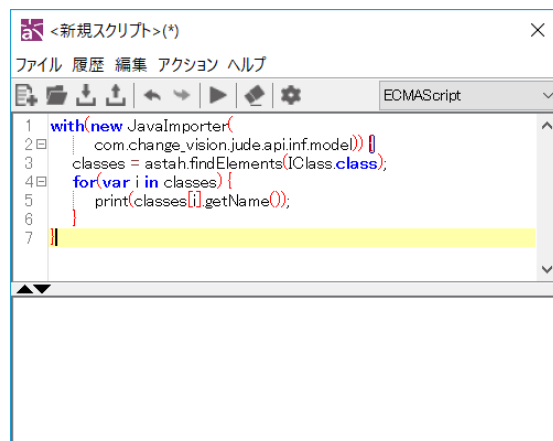 <新規スクリプト>(*)
ファイル 履歴 編集 アクション ヘルプ
ECMAScript
1 with(new JavaImporter(
2 com.change_vision.jude.api.inf.model)) {
3 classes = astah.findElements(IClass.class);
4 for(var i in classes) {
5 print(classes[i].getName());
6 }
7 }